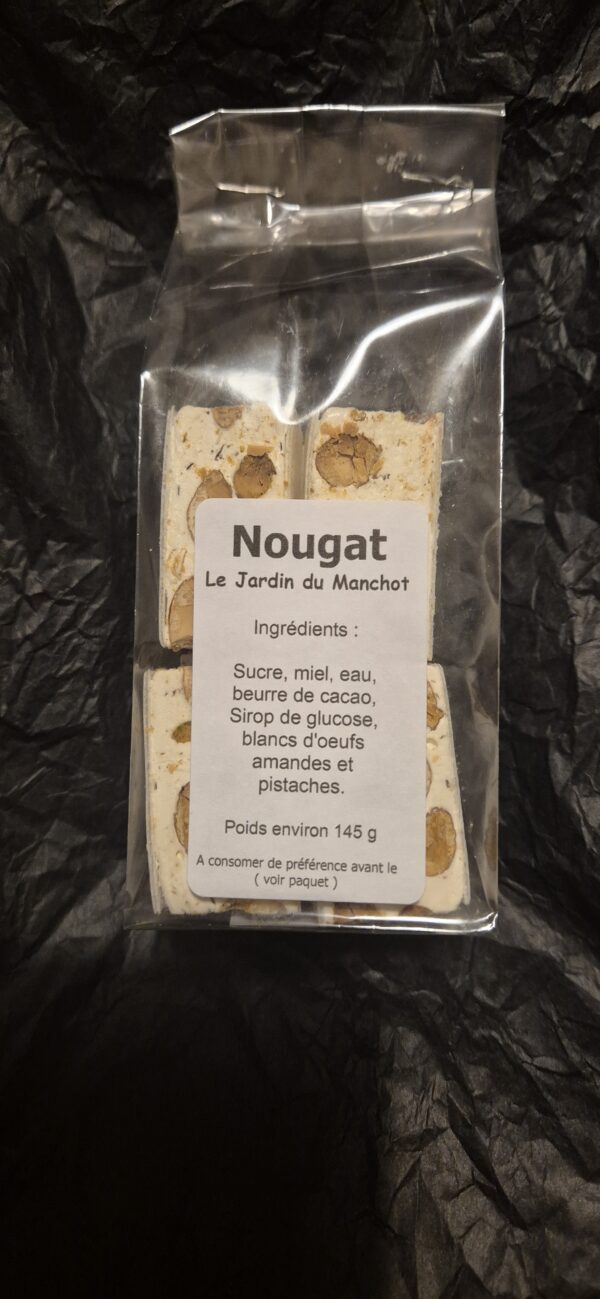 Nougat
Le Jardin du Manchot
Ingrédients :
Sucre, miel, eau,
beurre de cacao,
Sirop de glucose,
blancs d'oeufs
amandes et
pistaches.
Poids environ 145 g
A consomer de préférence avant le
( voir paquet )